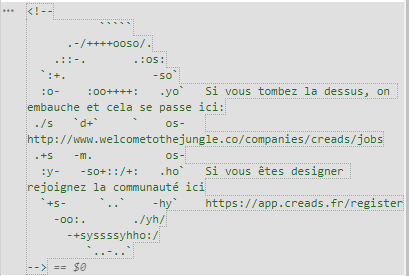 <!--
`````
.-/++++ooso/.
.::-.       .:os:
`:+.             -so`
:o-    :oo++++:   .yo`   Si vous tombez la dessus, on
embauche et cela se passe ici:
./s   `d+`     `    os-
http://www.welcometothejungle.co/companies/creads/jobs
.+s   -m.           os-
:y-   -so+::/+:   .ho`   Si vous êtes designer
rejoignez la communauté ici
`+s-     `..`    -hy`    https://app.creads.fr/register
-oo:.       ./yh/
-+syssssyhho:/
`..-..`
--> == $0